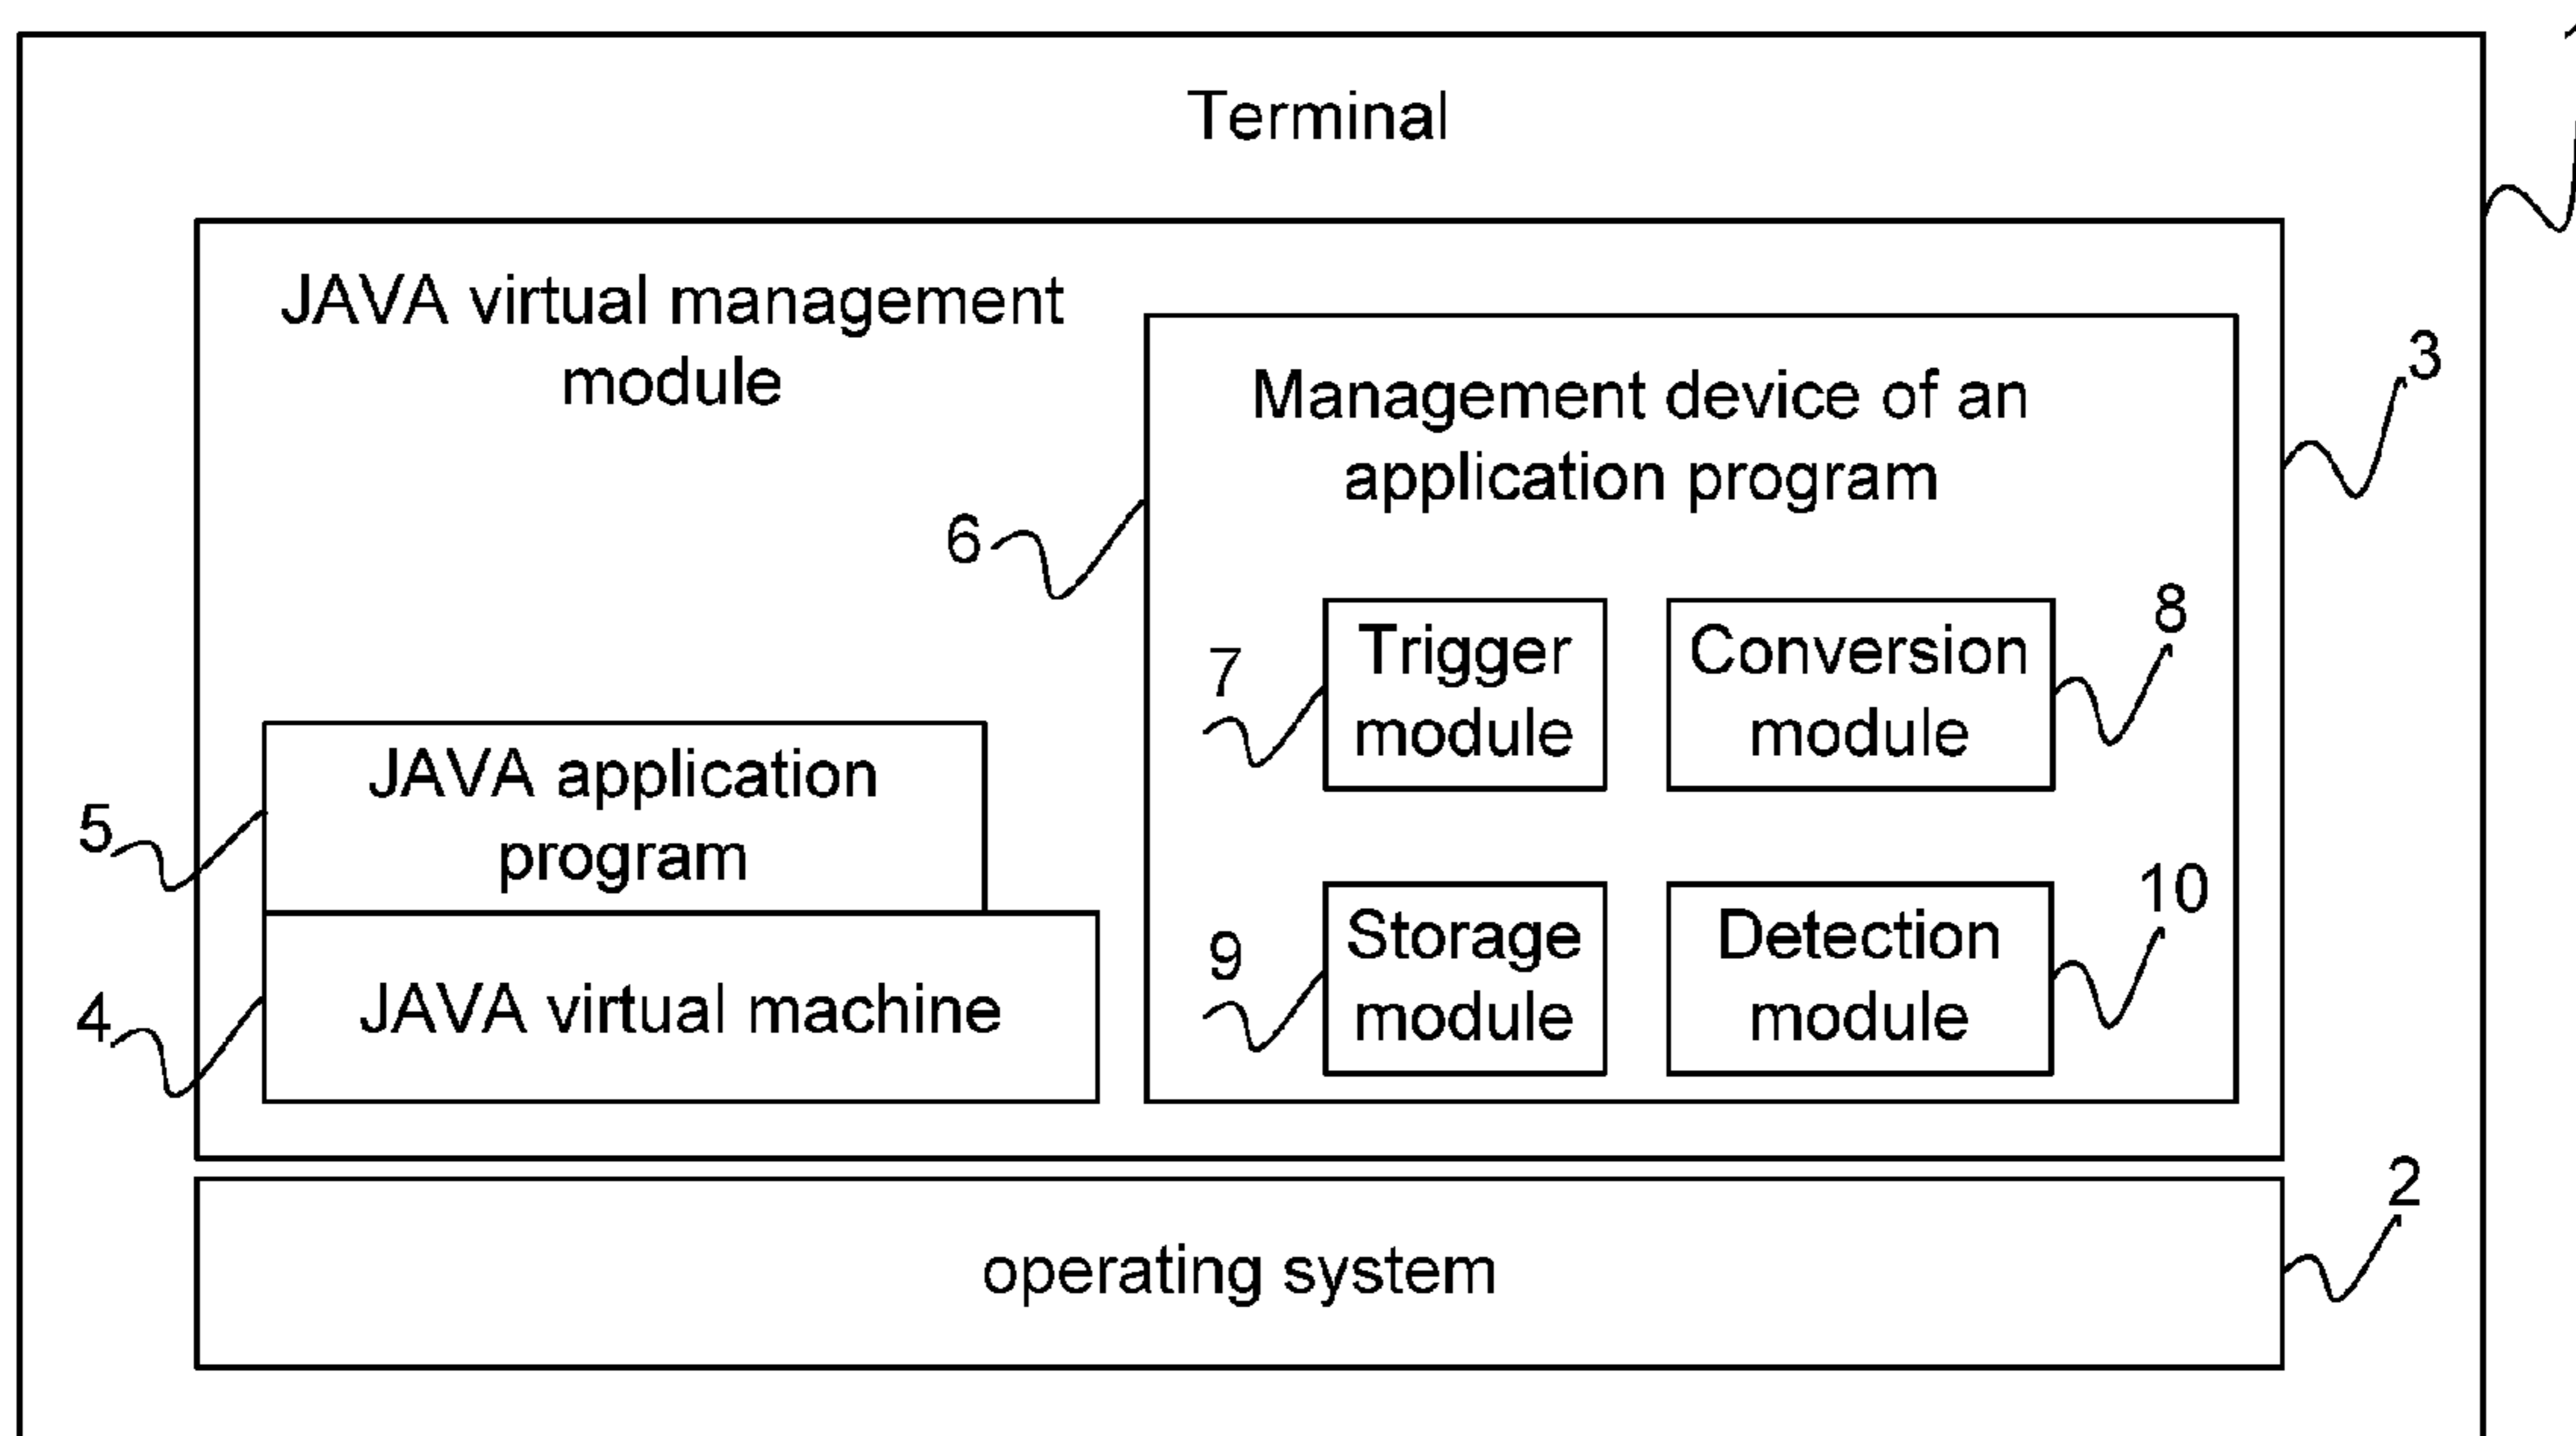 Terminal
JAVA virtual management
module
3
Management device of an
application program
6
8
7
Trigger
module
Conversion
module
JAVA application
program
5
10
9
Storage
module
Detection
module
4
JAVA virtual machine
2
operating system